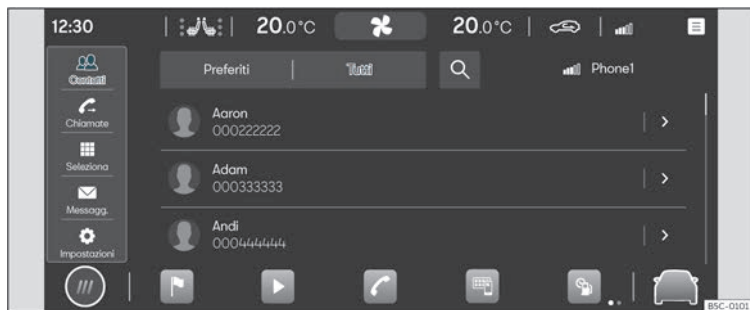 12:30 20.0°C 20.0°C
Contatti
Chiamate
Seleziona
Messagg.
Impostazioni
Preferiti Tutti Phone1
Aaron
000222222
Adam
000333333
Andi
000444444
B5C-0101